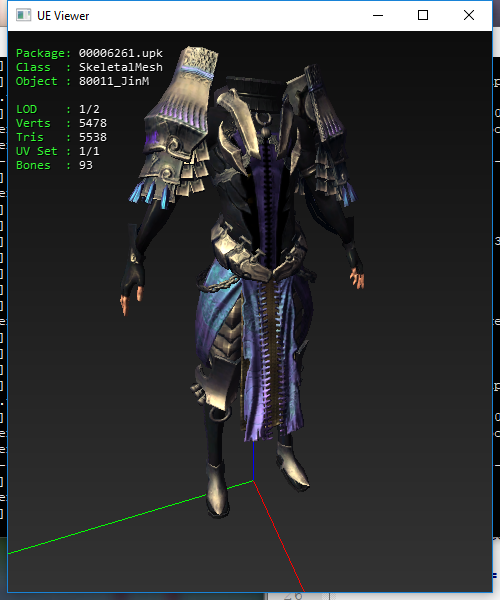 UE Viewer
Package: 00006261.upk
Class  : SkeletalMesh
Object : 80011_JinM
LOD    : 1/2
Verts  : 5478
Tris   : 5538
UV Set : 1/1
Bones  : 93